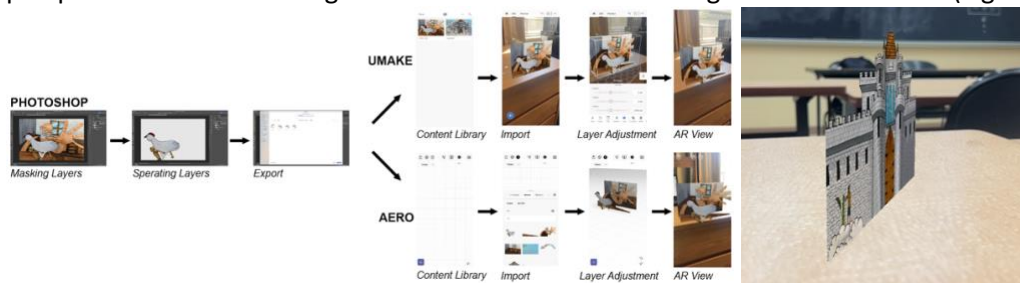 UMAKE
Content Library
Import
Layer Adjustment
AR View
PHOTOSHOP
Masking Layers
Sperating Layers
Export
AERO
Content Library
Import
Layer Adjustment
AR View